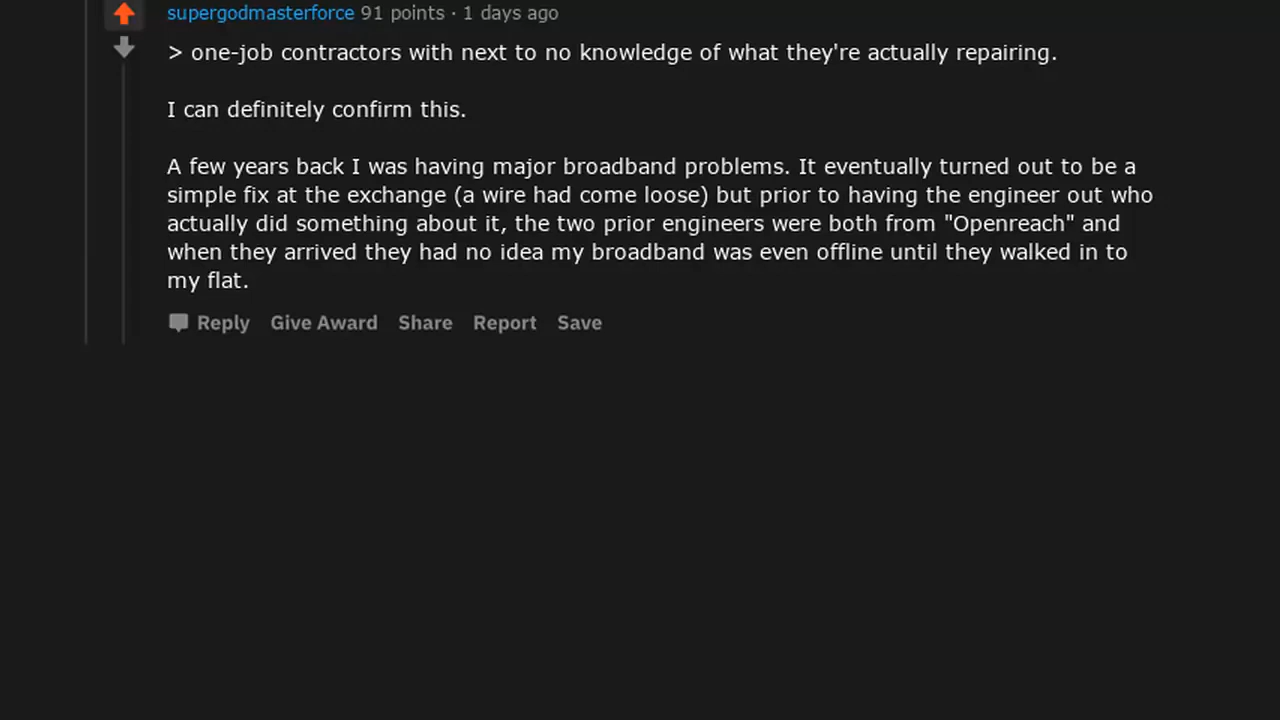 supergodmasterforce 91 points · 1 days ago
> one-job contractors with next to no knowledge of what they're actually repairing.
I can definitely confirm this.
A few years back I was having major broadband problems. It eventually turned out to be a
simple fix at the exchange (a wire had come loose) but prior to having the engineer out who
actually did something about it, the two prior engineers were both from "Openreach" and
when they arrived they had no idea my broadband was even offline until they walked in to
my flat.
Reply Give Award Share Report Save